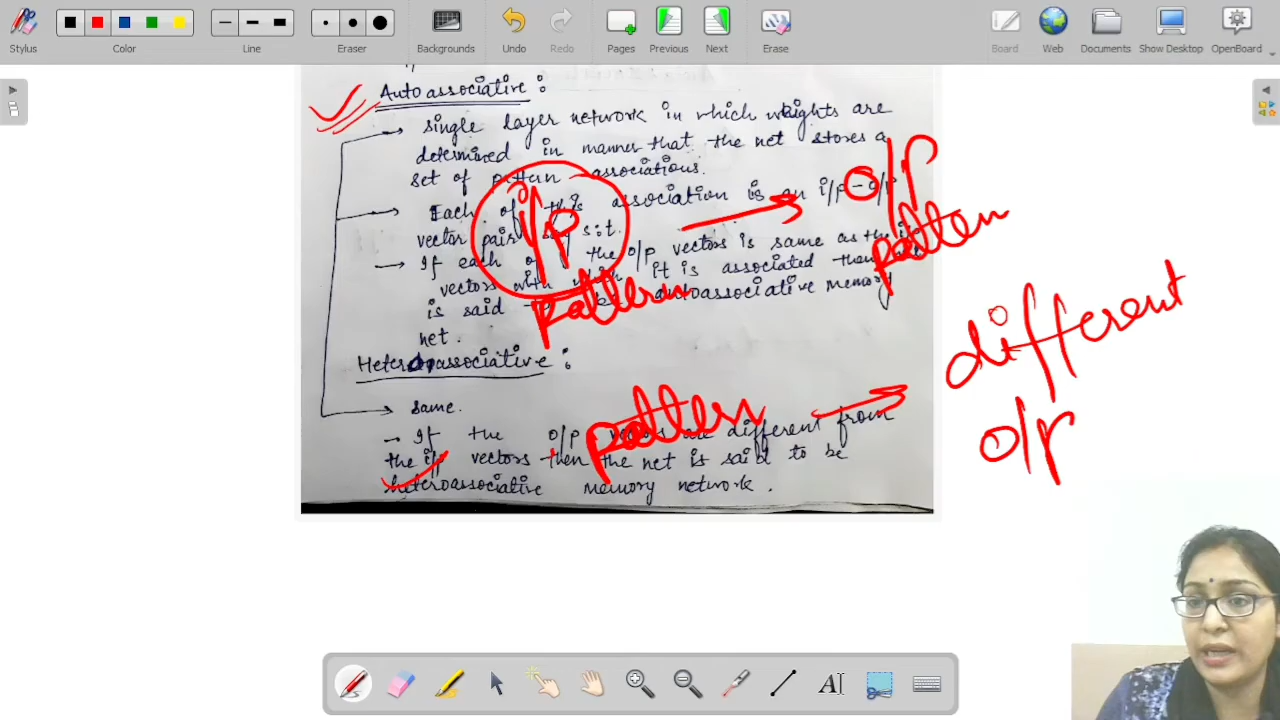 Stylus
Color
Line
Eraser
Backgrounds
Undo
Redo
Pages
Previous
Next
Erase
Board
Web
Documents
Show Desktop
OpenBoard
Autoassociative :
→ single layer network in which weights are
determined in manner that the net stores a
set of pattern associations.
→ Each of this association is an i/p - o/p
vector pair s:t.
→ If each of the o/p vectors is same as the i/p
vectors with which it is associated then
is said autoassociative memory
net.
i/p
pattern
o/p
patten
Heteroassociative :
→ same.
→ If the o/p vectors are different from
the i/p vectors then the net is said to be
heteroassociative memory network.
different
o/p